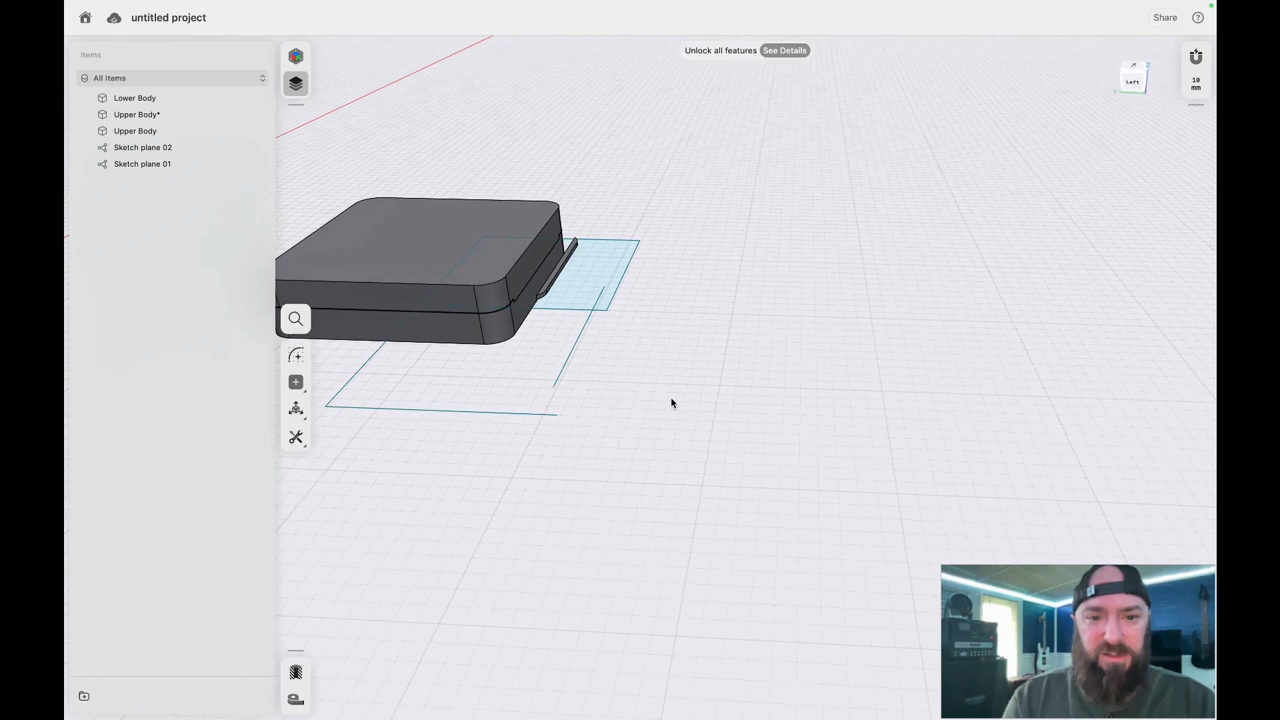 untitled project
Share
Items
Unlock all features See Details
All Items
Lower Body
Upper Body*
Upper Body
Sketch plane 02
Sketch plane 01
Left
10
mm